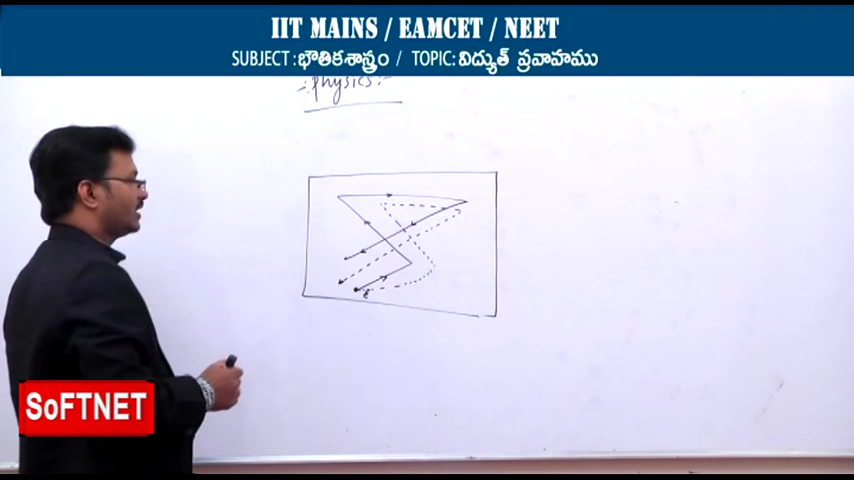 IIT MAINS / EAMCET / NEET
SUBJECT : భౌతికశాస్త్రం / TOPIC: విద్యుత్ ప్రవాహము
-: Physics :-
SoFTNET